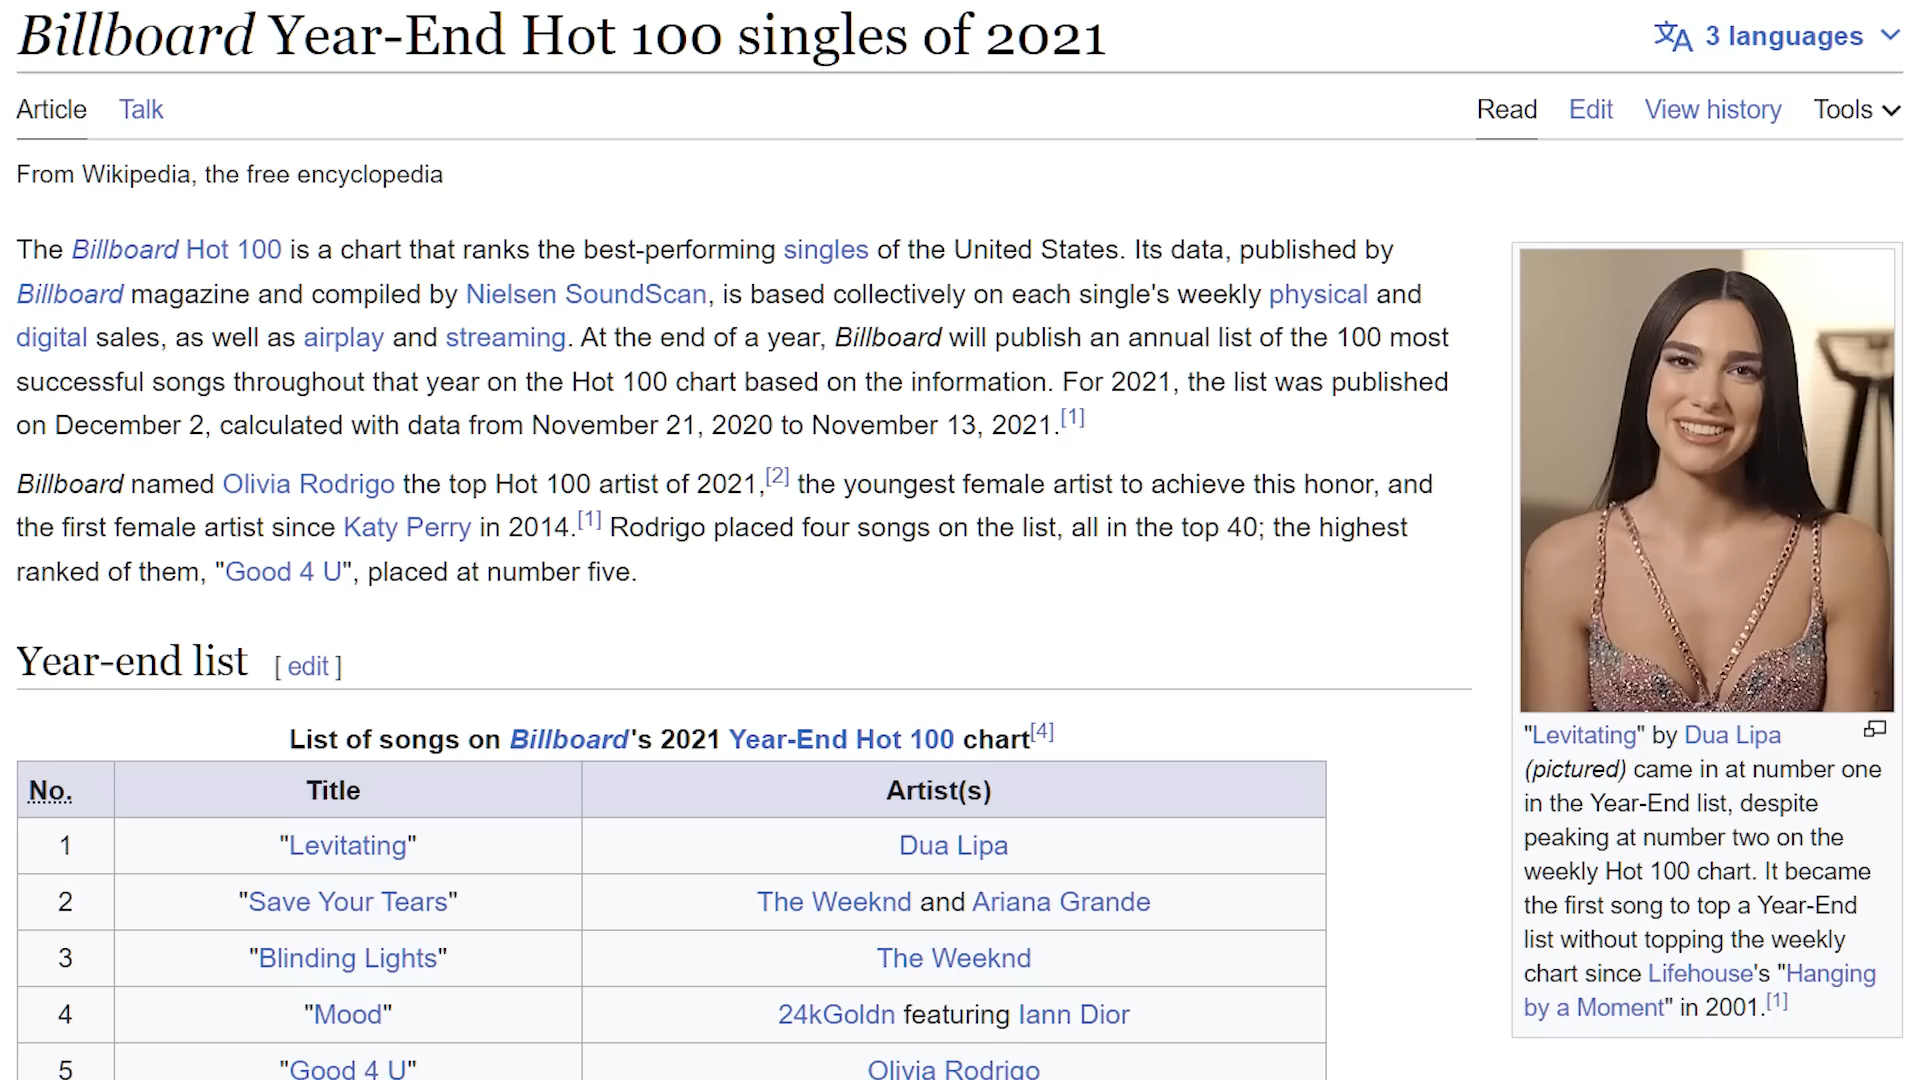 Billboard Year-End Hot 100 singles of 2021
3 languages
Article Talk
Read Edit View history Tools
From Wikipedia, the free encyclopedia
The Billboard Hot 100 is a chart that ranks the best-performing singles of the United States. Its data, published by
Billboard magazine and compiled by Nielsen SoundScan, is based collectively on each single's weekly physical and
digital sales, as well as airplay and streaming. At the end of a year, Billboard will publish an annual list of the 100 most
successful songs throughout that year on the Hot 100 chart based on the information. For 2021, the list was published
on December 2, calculated with data from November 21, 2020 to November 13, 2021.[1]
Billboard named Olivia Rodrigo the top Hot 100 artist of 2021,[2] the youngest female artist to achieve this honor, and
the first female artist since Katy Perry in 2014.[1] Rodrigo placed four songs on the list, all in the top 40; the highest
ranked of them, "Good 4 U", placed at number five.
Year-end list [ edit ]
List of songs on Billboard's 2021 Year-End Hot 100 chart[4]
No. Title Artist(s)
1 "Levitating" Dua Lipa
2 "Save Your Tears" The Weeknd and Ariana Grande
3 "Blinding Lights" The Weeknd
4 "Mood" 24kGoldn featuring Iann Dior
5 "Good 4 U" Olivia Rodrigo
"Levitating" by Dua Lipa
(pictured) came in at number one
in the Year-End list, despite
peaking at number two on the
weekly Hot 100 chart. It became
the first song to top a Year-End
list without topping the weekly
chart since Lifehouse's "Hanging
by a Moment" in 2001.[1]